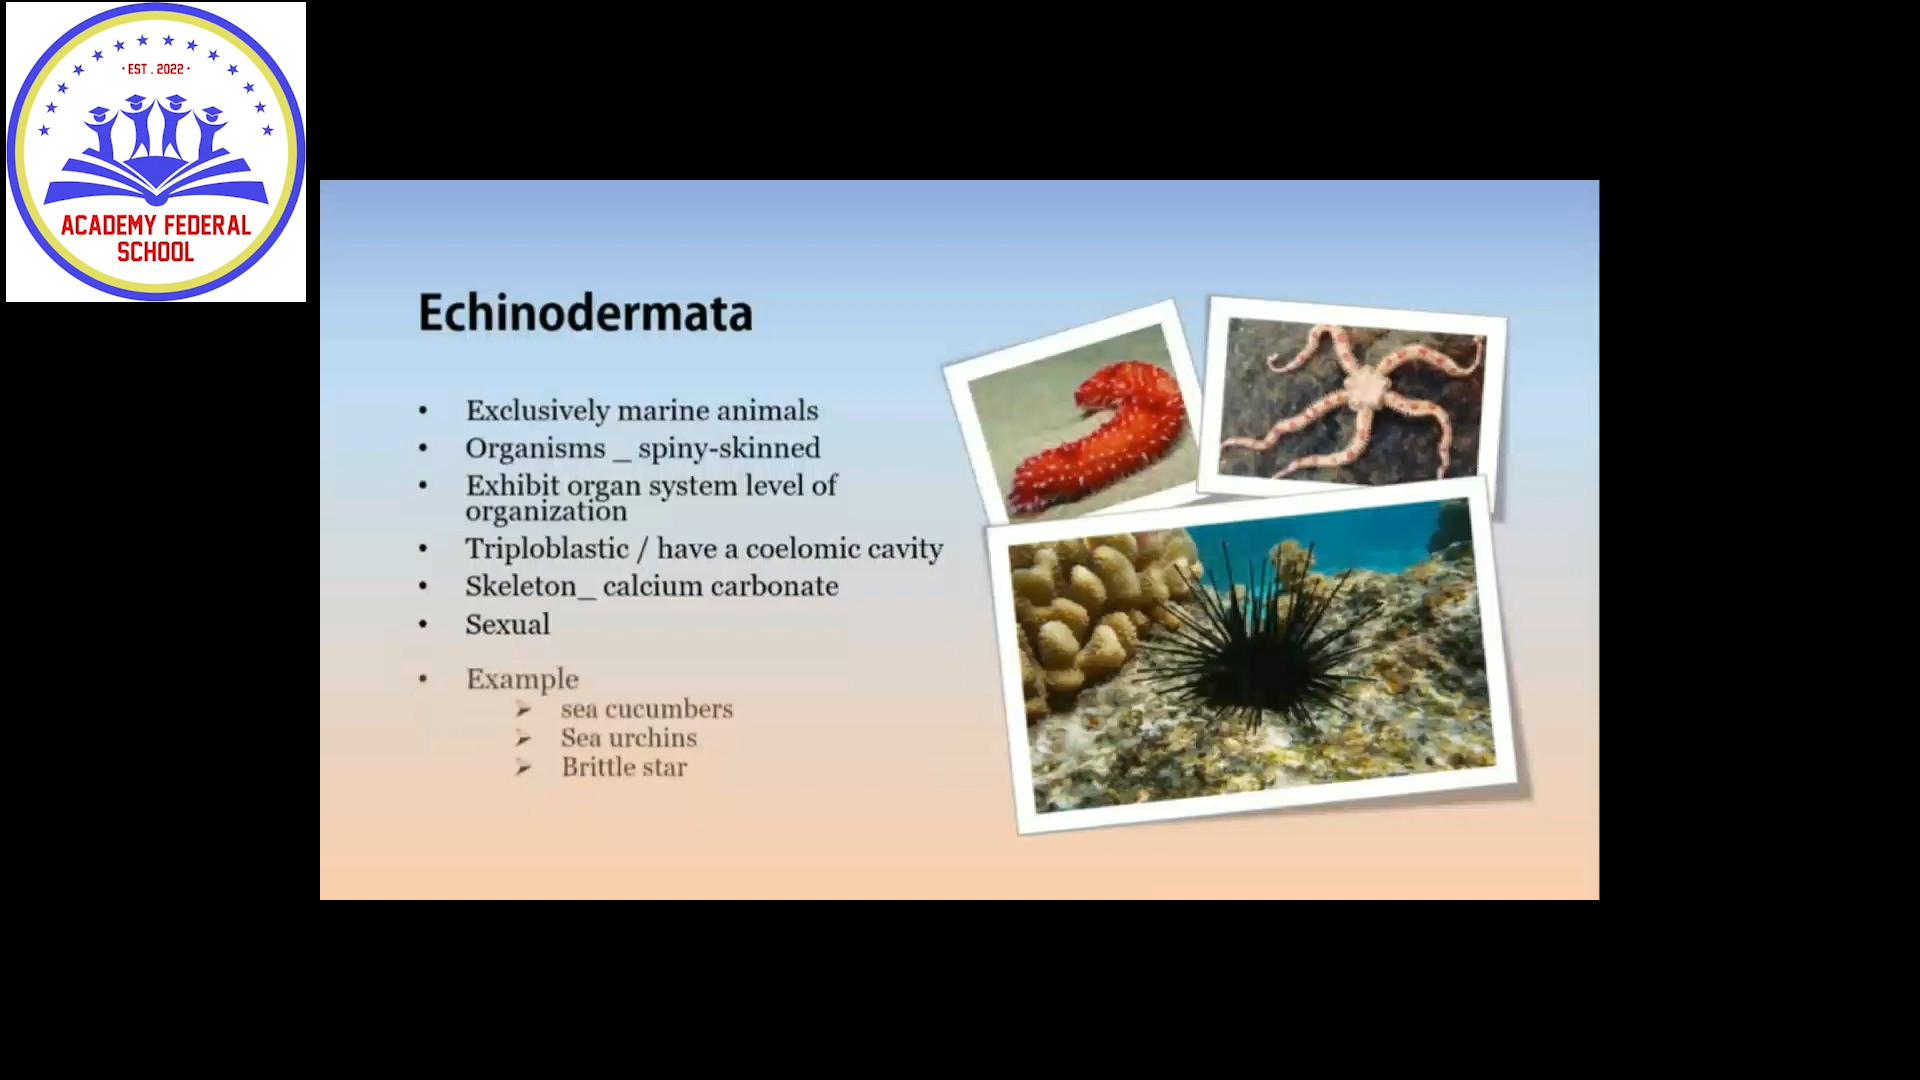 · EST . 2022 ·
ACADEMY FEDERAL
SCHOOL
Echinodermata
• Exclusively marine animals
• Organisms _ spiny-skinned
• Exhibit organ system level of
organization
• Triploblastic / have a coelomic cavity
• Skeleton_ calcium carbonate
• Sexual
• Example
➢ sea cucumbers
➢ Sea urchins
➢ Brittle star